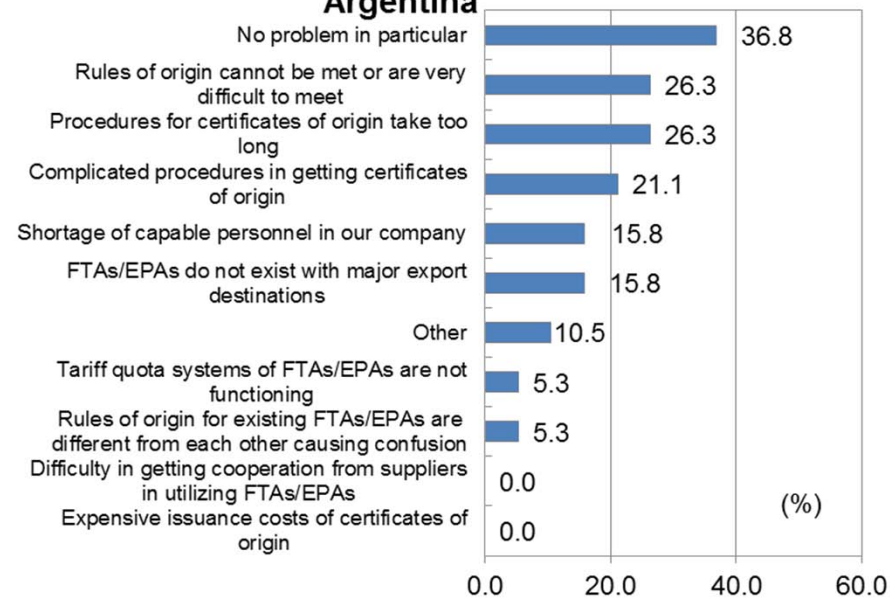 Argentina
No problem in particular
36.8
Rules of origin cannot be met or are very
difficult to meet
26.3
Procedures for certificates of origin take too
long
26.3
Complicated procedures in getting certificates
of origin
21.1
Shortage of capable personnel in our company
15.8
FTAs/EPAs do not exist with major export
destinations
15.8
Other
10.5
Tariff quota systems of FTAs/EPAs are not
functioning
5.3
Rules of origin for existing FTAs/EPAs are
different from each other causing confusion
5.3
Difficulty in getting cooperation from suppliers
in utilizing FTAs/EPAs
0.0
Expensive issuance costs of certificates of
origin
0.0
(%)
0.0 20.0 40.0 60.0